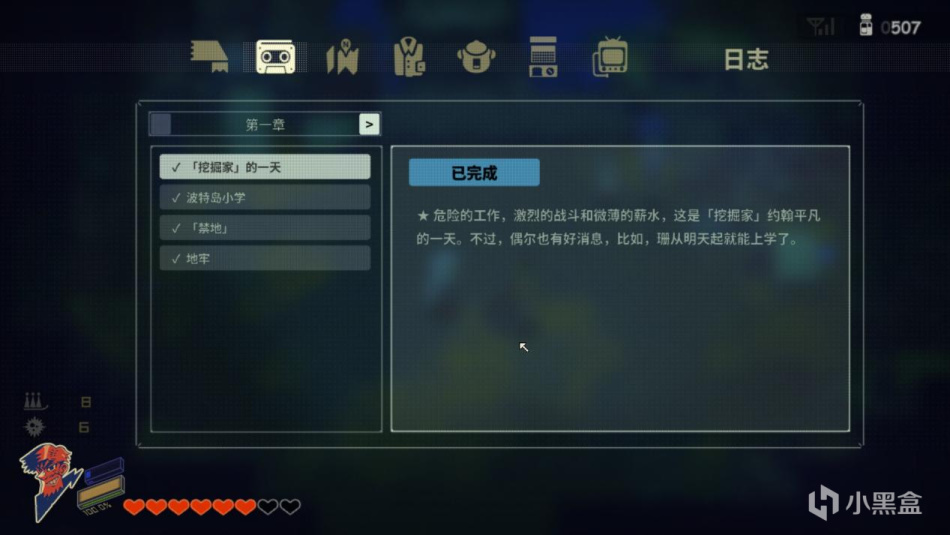 0507
日志
第一章
>
✓ 「挖掘家」的一天
✓ 波特岛小学
✓ 「禁地」
✓ 地牢
已完成
★ 危险的工作，激烈的战斗和微薄的薪水，这是「挖掘家」约翰平凡
的一天。不过，偶尔也有好消息，比如，珊从明天起就能上学了。
8
6
100.0%
小黑盒